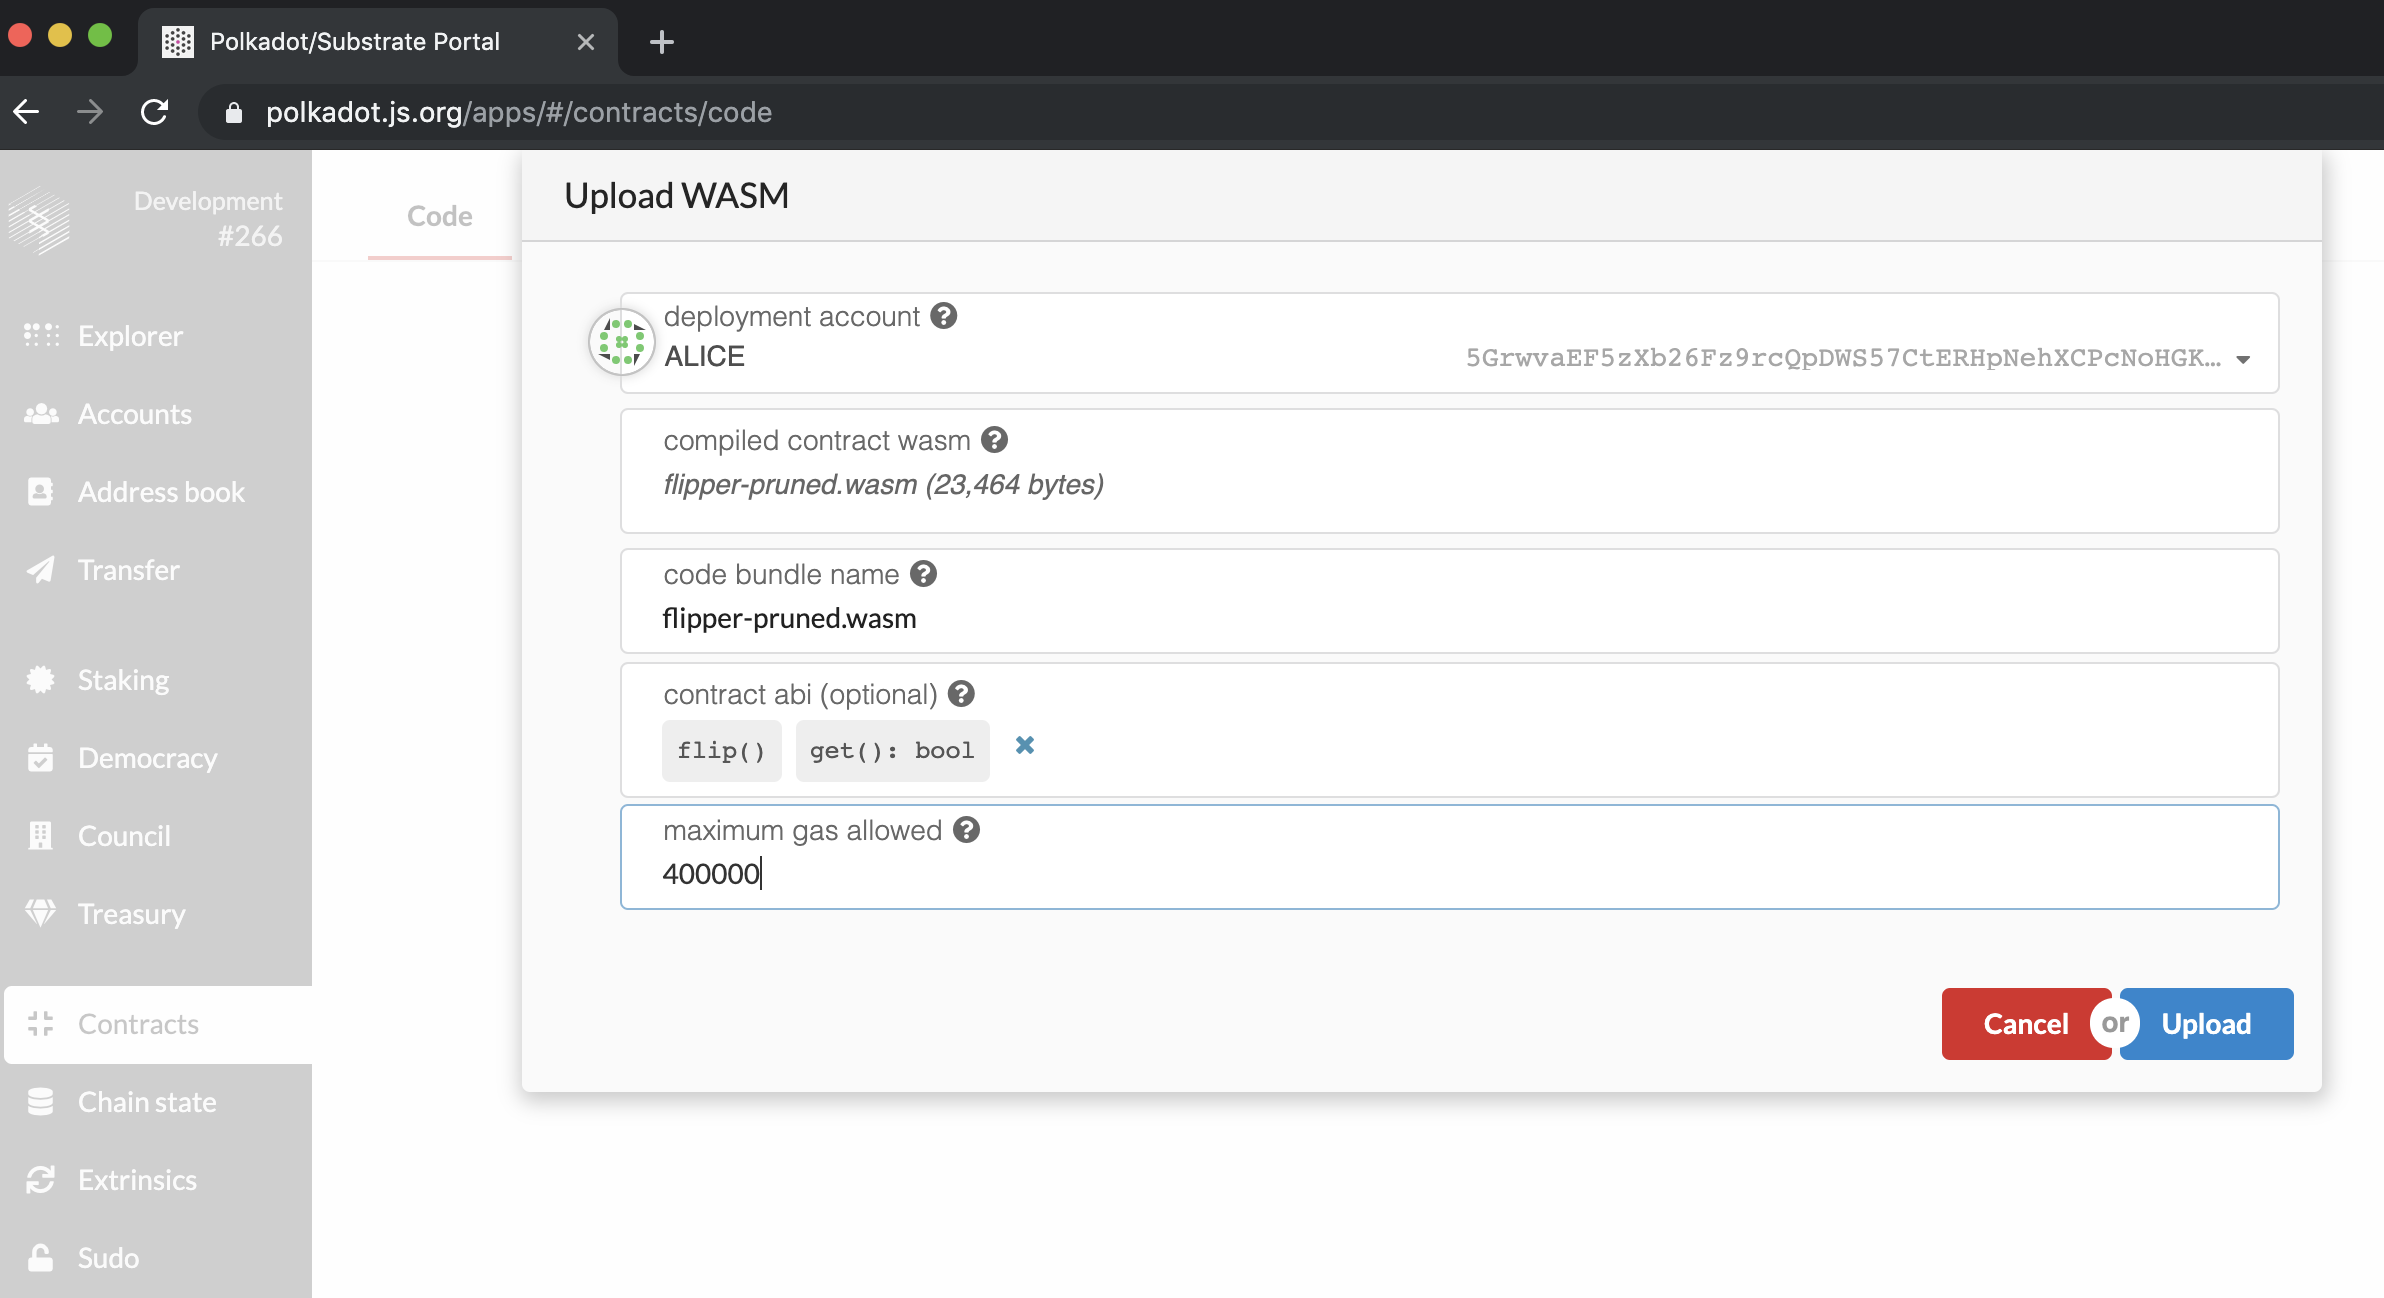 Polkadot/Substrate Portal
polkadot.js.org/apps/#/contracts/code
Development
#266
Explorer
Accounts
Address book
Transfer
Staking
Democracy
Council
Treasury
Contracts
Chain state
Extrinsics
Sudo
Code
Upload WASM
deployment account
ALICE 5GrwvaEF5zXb26Fz9rcQpDWS57CtERHpNehXCPcNoHGK…
compiled contract wasm
flipper-pruned.wasm (23,464 bytes)
code bundle name
flipper-pruned.wasm
contract abi (optional)
flip() get(): bool
maximum gas allowed
400000
Cancel or Upload